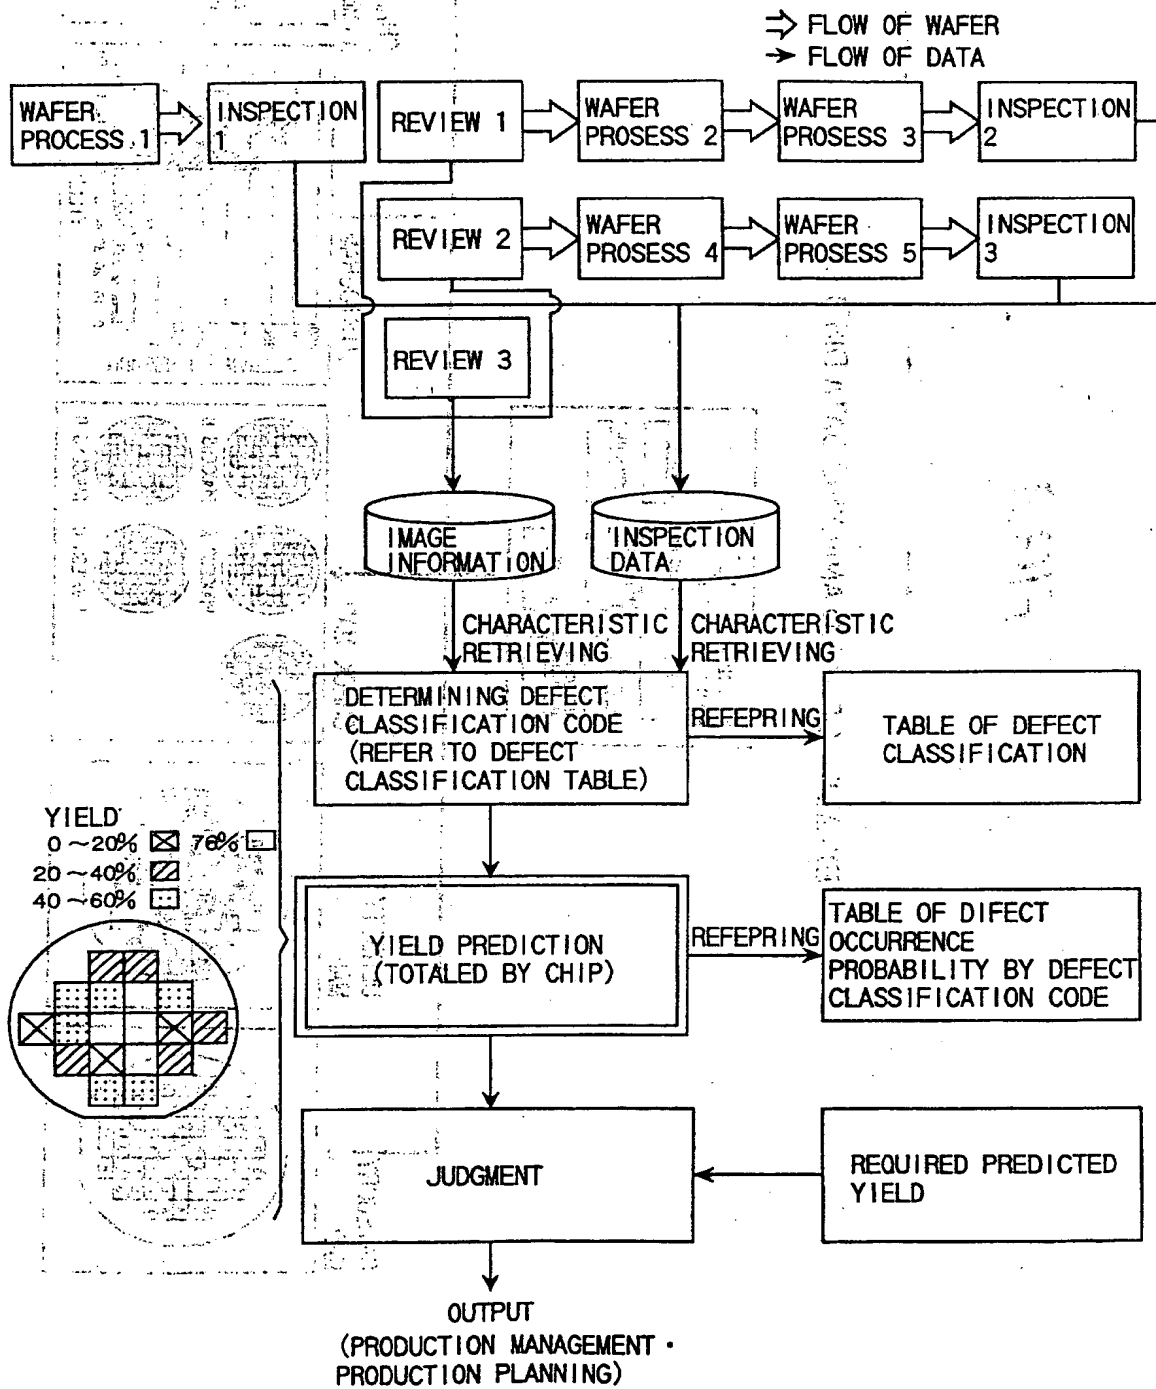 FLOW OF WAFER
FLOW OF DATA
WAFER
PROCESS 1
INSPECTION
1
REVIEW 1
WAFER
PROSESS 2
WAFER
PROSESS 3
INSPECTION
2
REVIEW 2
WAFER
PROSESS 4
WAFER
PROSESS 5
INSPECTION
3
REVIEW 3
IMAGE
INFORMATION
INSPECTION
DATA
CHARACTERISTIC
RETRIEVING
CHARACTERISTIC
RETRIEVING
DETERMINING DEFECT
CLASSIFICATION CODE
(REFER TO DEFECT
CLASSIFICATION TABLE)
REFEPRING
TABLE OF DEFECT
CLASSIFICATION
YIELD
0 ~20% 76%
20 ~40%
40 ~60%
YIELD PREDICTION
(TOTALED BY CHIP)
REFEPRING
TABLE OF DIFECT
OCCURRENCE
PROBABILITY BY DEFECT
CLASSIFICATION CODE
JUDGMENT
REQUIRED PREDICTED
YIELD
OUTPUT
(PRODUCTION MANAGEMENT・
PRODUCTION PLANNING)